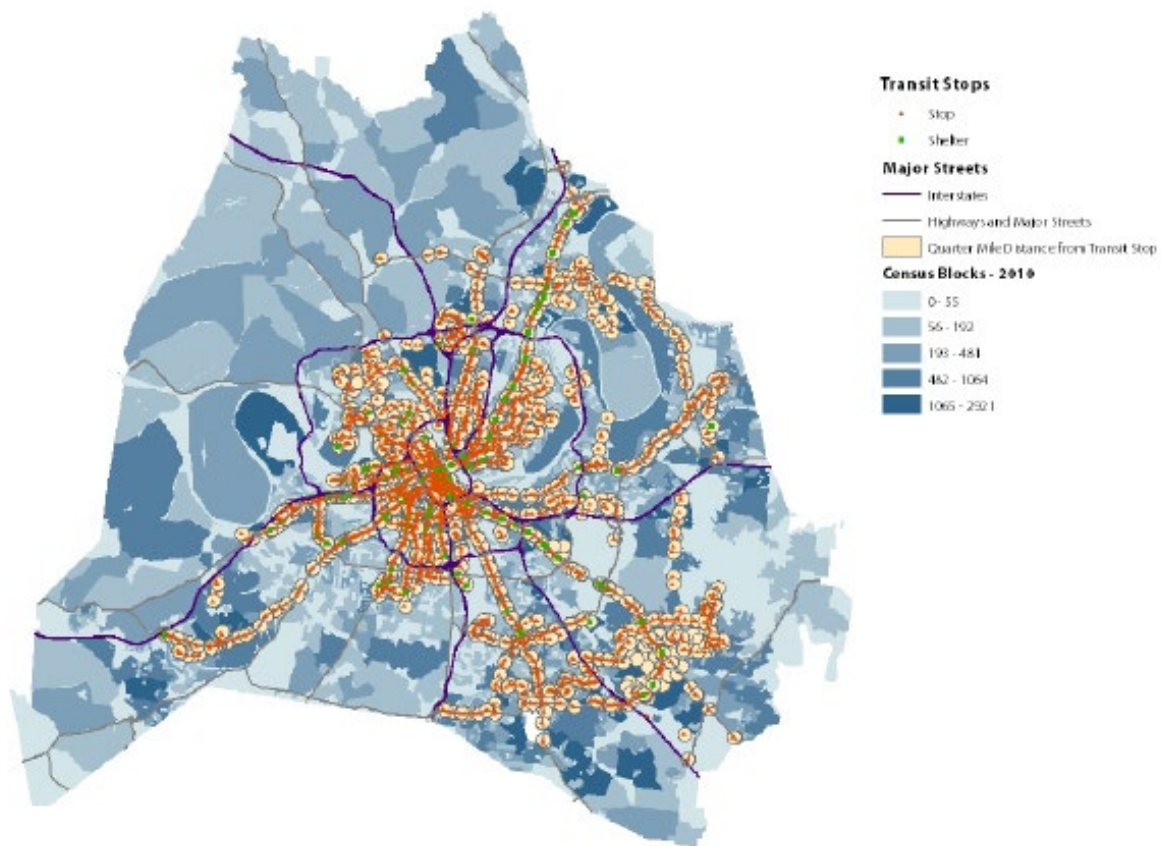 Transit Stops
Stop
Shelter
Major Streets
Interstates
Highways and Major Streets
Quarter Mile Distance from Transit Stop
Census Blocks - 2010
0 - 55
56 - 192
193 - 481
482 - 1064
1065 - 2921